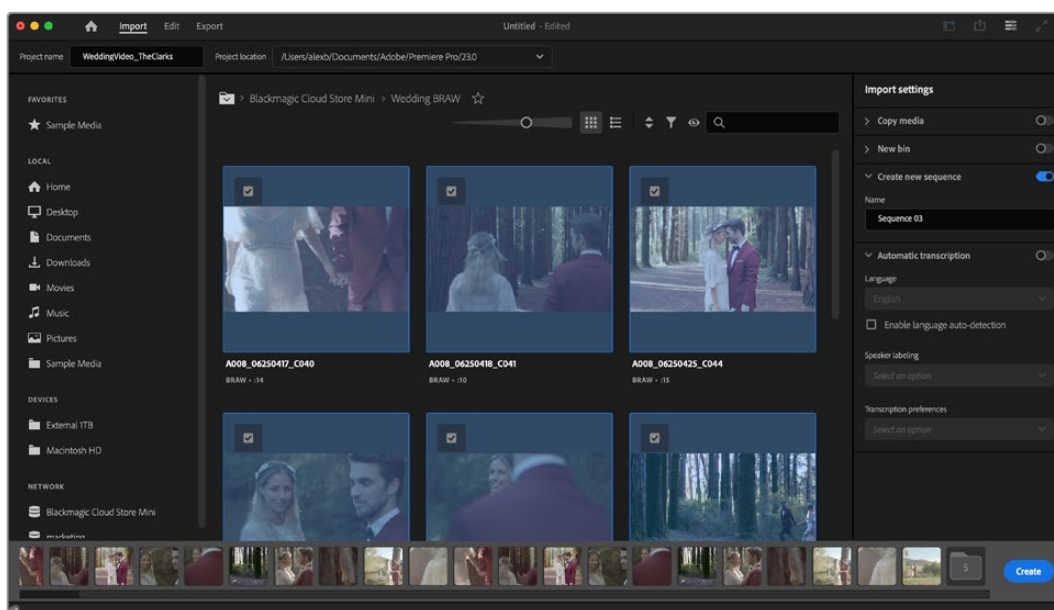 Import Edit Export Untitled - Edited
Project name WeddingVideo_TheClarks Project location /Users/alexb/Documents/Adobe/Premiere Pro/23.0
FAVORITES
Sample Media
LOCAL
Home
Desktop
Documents
Downloads
Movies
Music
Pictures
Sample Media
DEVICES
External 1TB
Macintosh HD
NETWORK
Blackmagic Cloud Store Mini
marketing
> Blackmagic Cloud Store Mini > Wedding BRAW
A008_06250417_C040
BRAW • :14
A008_06250418_C041
BRAW • :10
A008_06250425_C044
BRAW • :15
Import settings
Copy media
New bin
Create new sequence
Name
Sequence 03
Automatic transcription
Language
English
Enable language auto-detection
Speaker labeling
Select an option
Transcription preferences
Select an option
S
Create